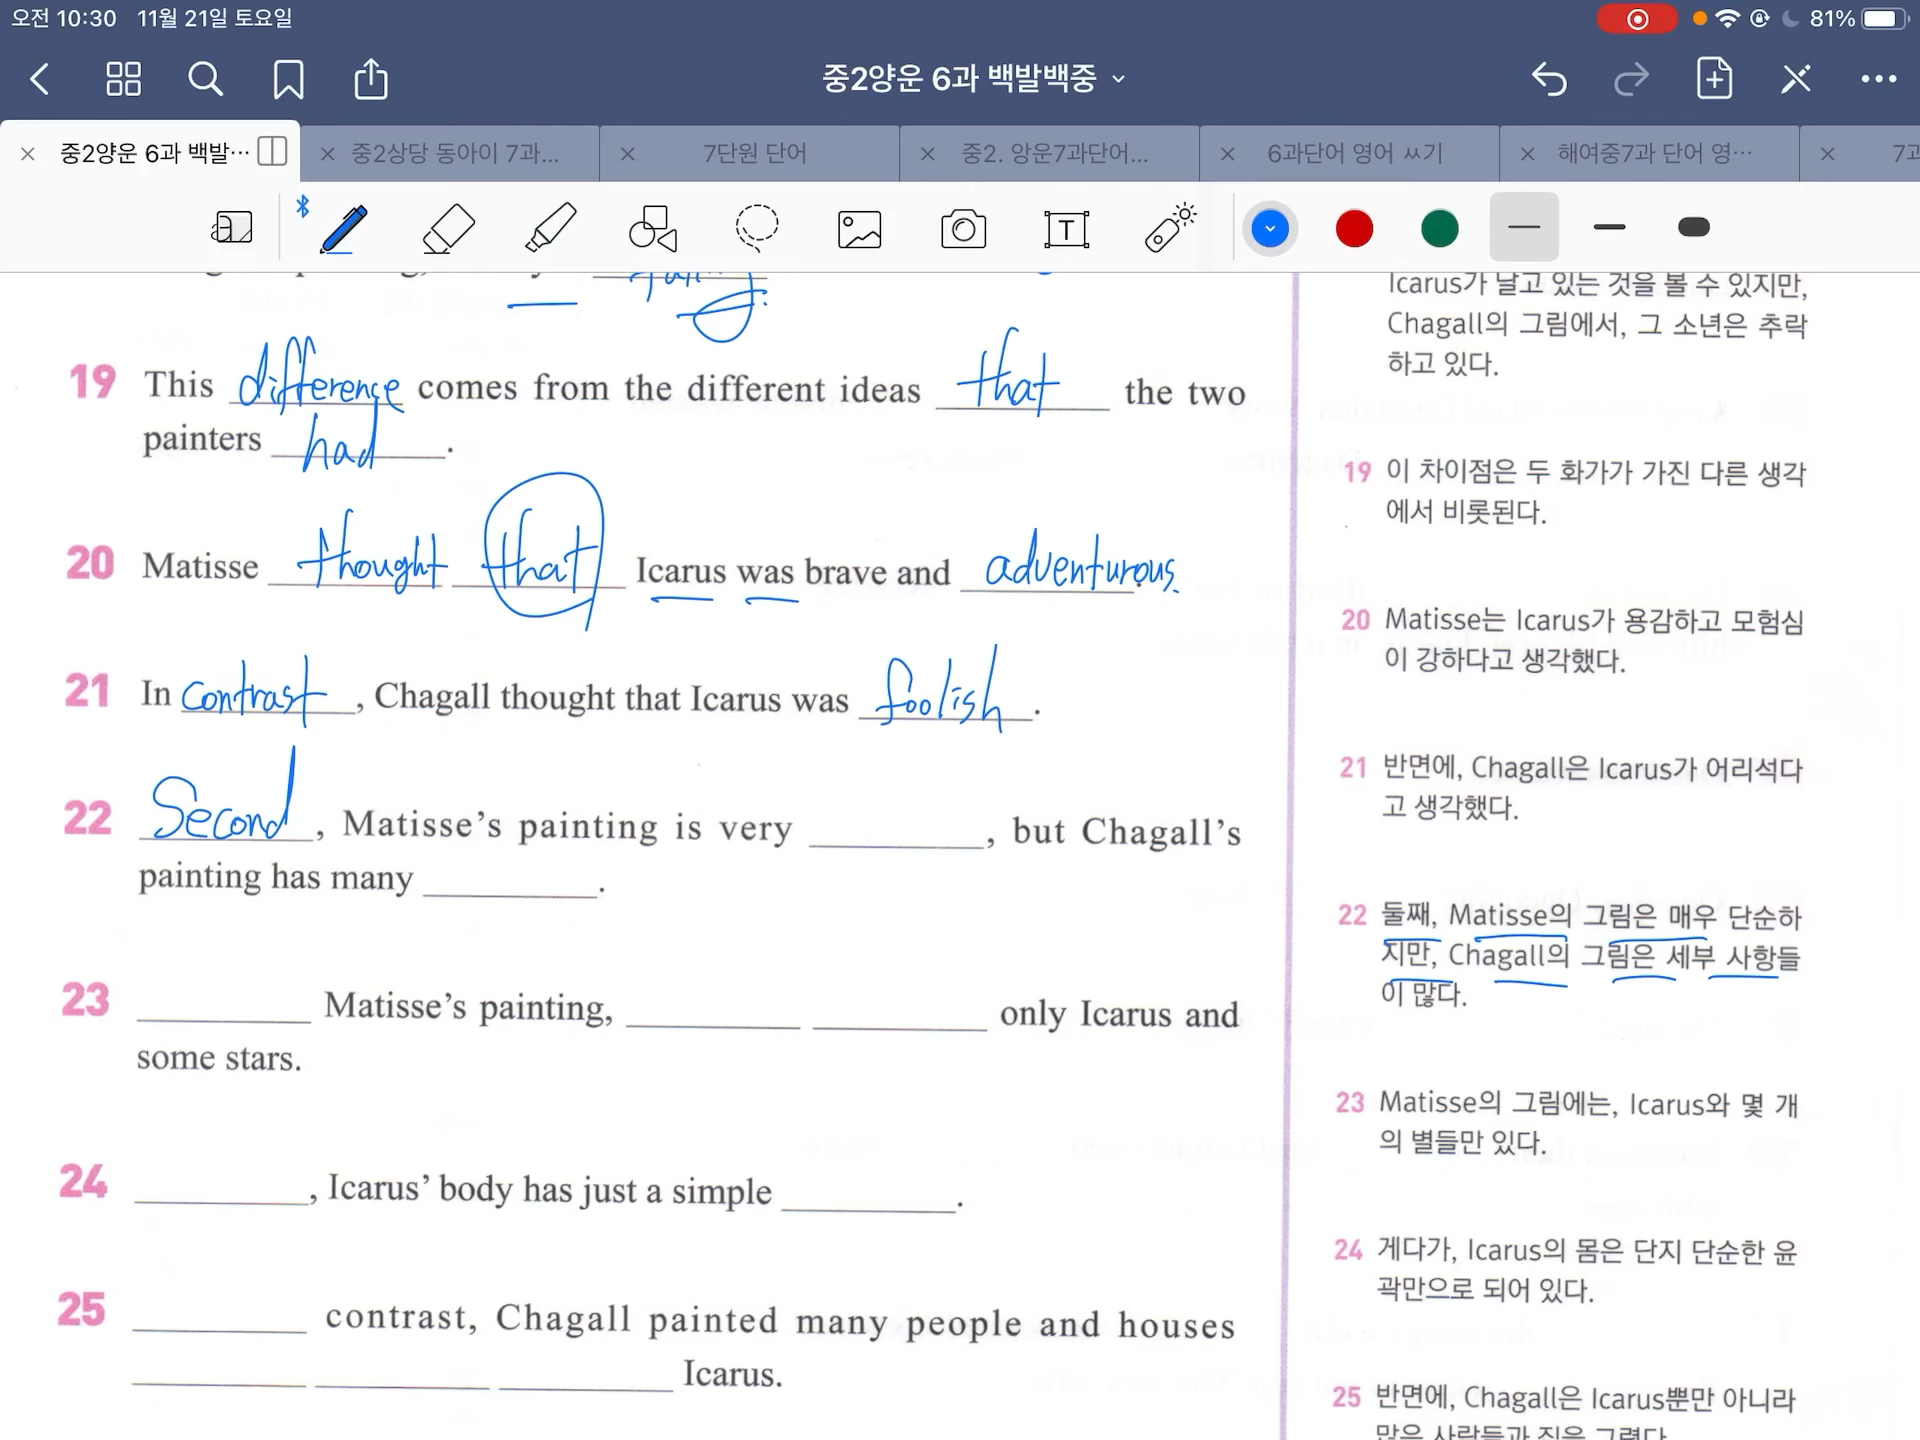 오전 10:30 11월 21일 토요일
81%
중2양운 6과 백발백중
중2양운 6과 백발…
중2상당 동아이 7과...
7단원 단어
중2. 앙운7과단어...
6과단어 영어 ㅆ기
해여중7과 단어 영…
7과
This difference comes from the different ideas that the two
painters had.
20 Matisse thought that Icarus was brave and adventurous.
21 In contrast, Chagall thought that Icarus was foolish.
22 Second, Matisse's painting is very ________, but Chagall's
painting has many ________.
23 ________ Matisse's painting, ________ ________ only Icarus and
some stars.
24 ________, Icarus' body has just a simple ________.
25 ________ contrast, Chagall painted many people and houses
________ ________ ________ Icarus.
Icarus가 날고 있는 것을 볼 수 있지만,
Chagall의 그림에서, 그 소년은 추락
하고 있다.
19 이 차이점은 두 화가가 가진 다른 생각
에서 비롯된다.
20 Matisse는 Icarus가 용감하고 모험심
이 강하다고 생각했다.
21 반면에, Chagall은 Icarus가 어리석다
고 생각했다.
22 둘째, Matisse의 그림은 매우 단순하
지만, Chagall의 그림은 세부 사항들
이 많다.
23 Matisse의 그림에는, Icarus와 몇 개
의 별들만 있다.
24 게다가, Icarus의 몸은 단지 단순한 윤
곽만으로 되어 있다.
25 반면에, Chagall은 Icarus뿐만 아니라
많은 사람들과 집을 그렸다.